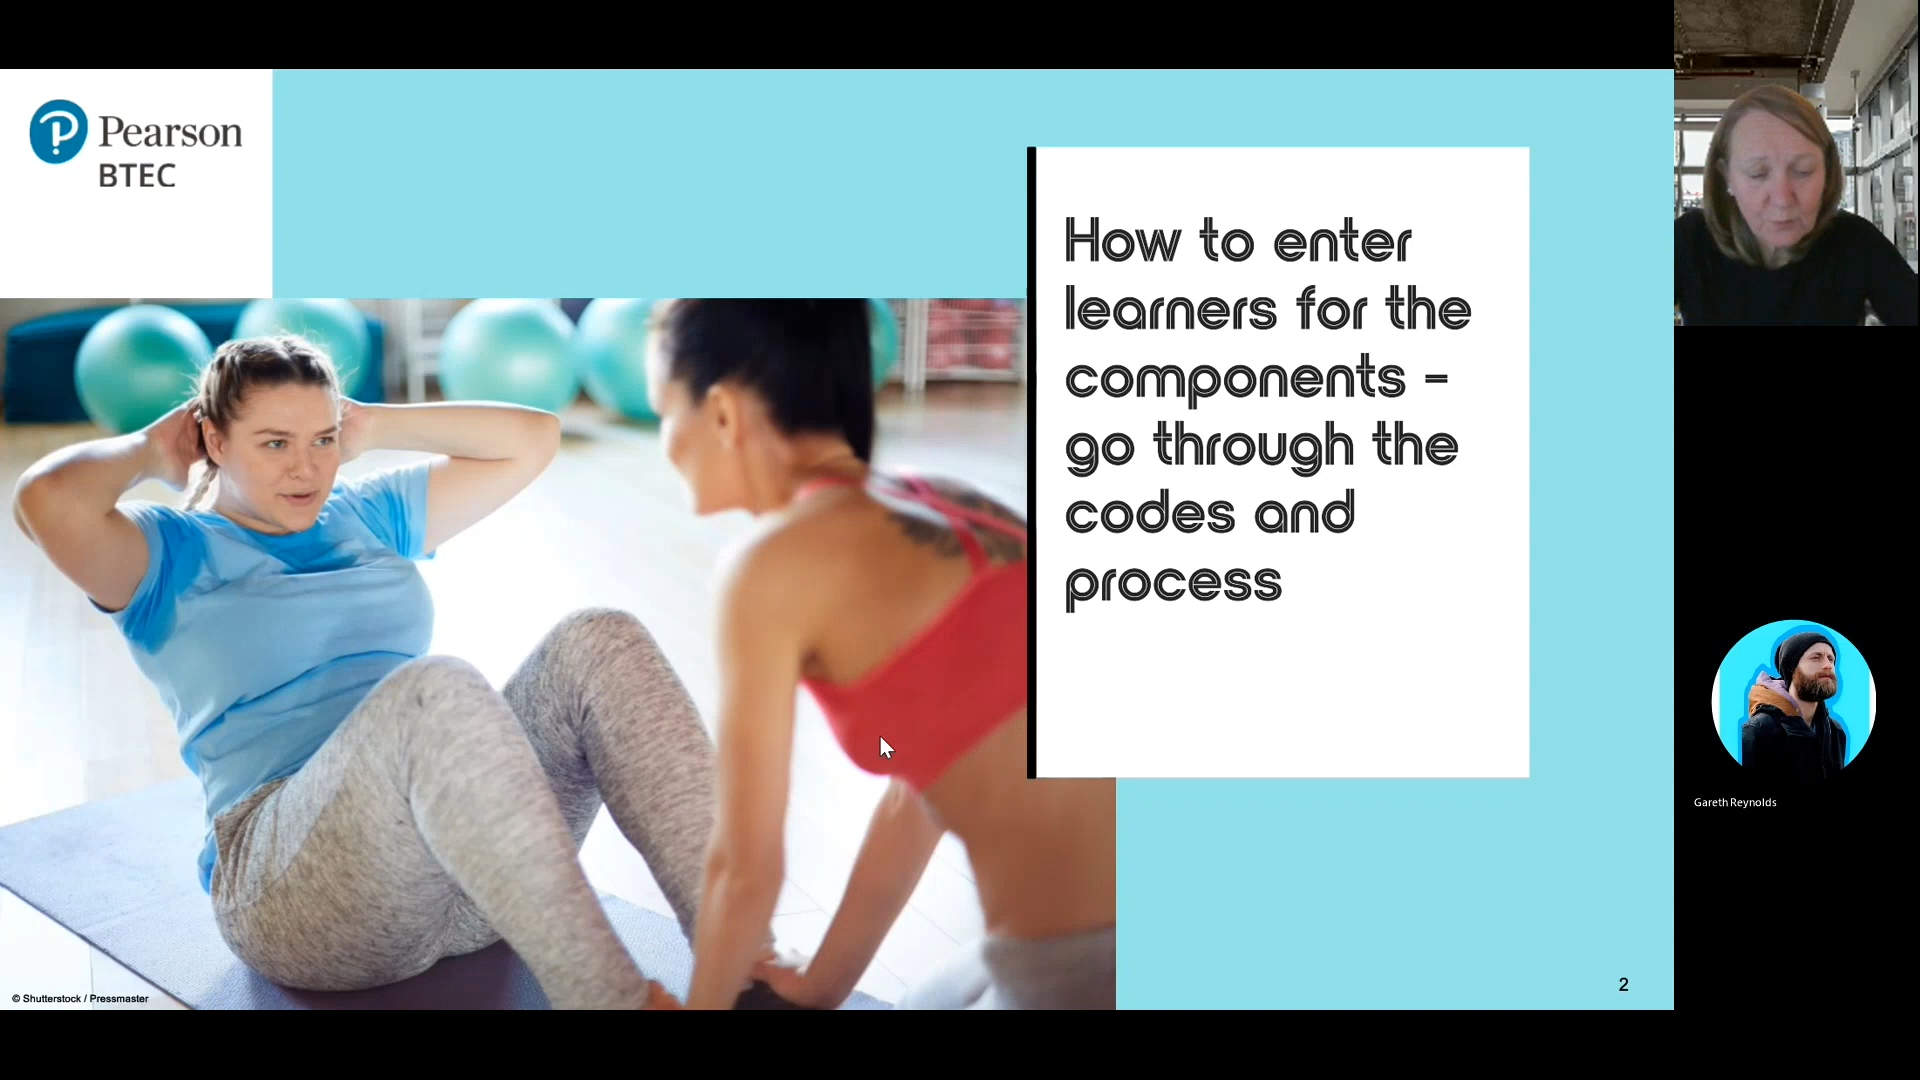 Pearson
BTEC
How to enter
learners for the
components -
go through the
codes and
process
© Shutterstock / Pressmaster
2
Gareth Reynolds